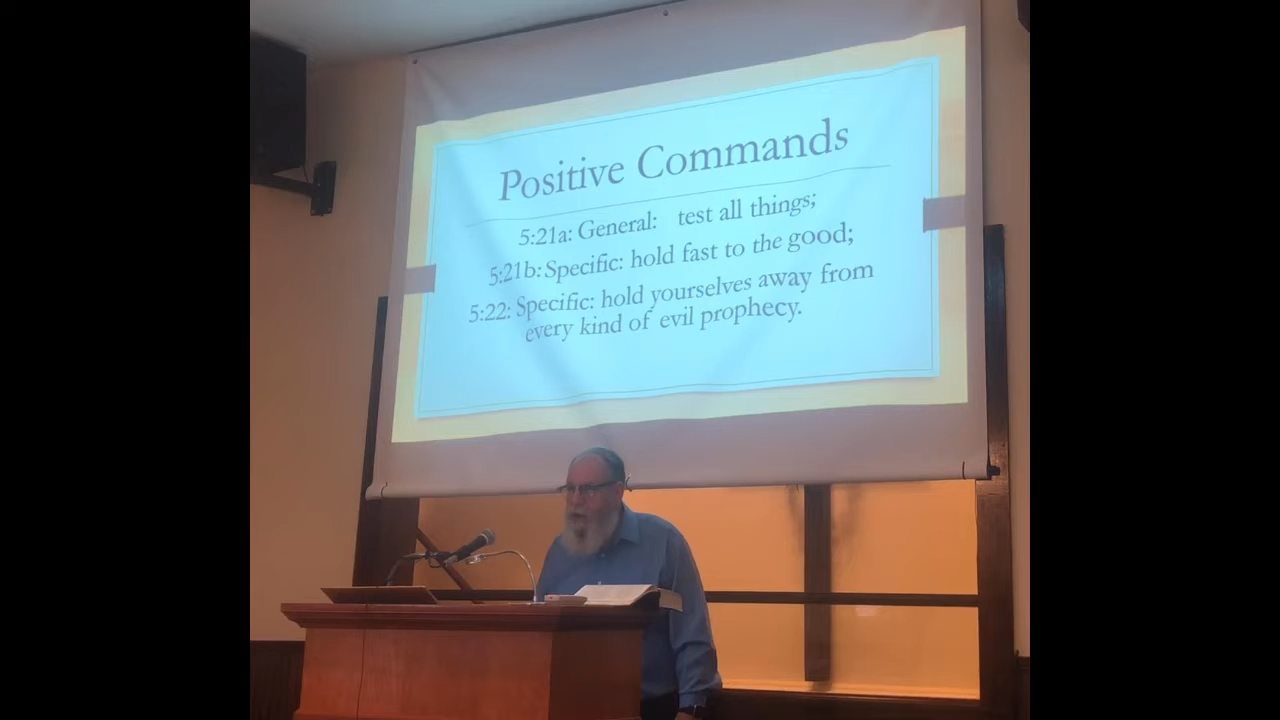 Positive Commands
5:21a: General: test all things;
5:21b: Specific: hold fast to the good;
5:22: Specific: hold yourselves away from
every kind of evil prophecy.